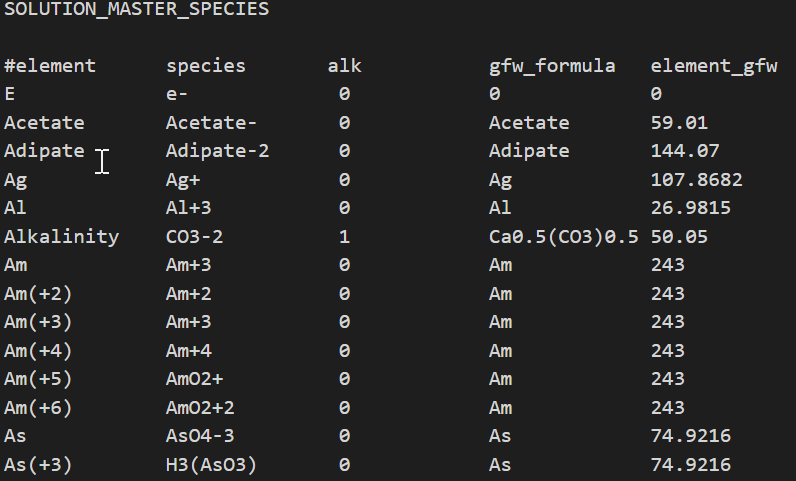 SOLUTION_MASTER_SPECIES
#element species alk gfw_formula element_gfw
E e- 0 0 0
Acetate Acetate- 0 Acetate 59.01
Adipate Adipate-2 0 Adipate 144.07
Ag Ag+ 0 Ag 107.8682
Al Al+3 0 Al 26.9815
Alkalinity CO3-2 1 Ca0.5(CO3)0.5 50.05
Am Am+3 0 Am 243
Am(+2) Am+2 0 Am 243
Am(+3) Am+3 0 Am 243
Am(+4) Am+4 0 Am 243
Am(+5) AmO2+ 0 Am 243
Am(+6) AmO2+2 0 Am 243
As AsO4-3 0 As 74.9216
As(+3) H3(AsO3) 0 As 74.9216